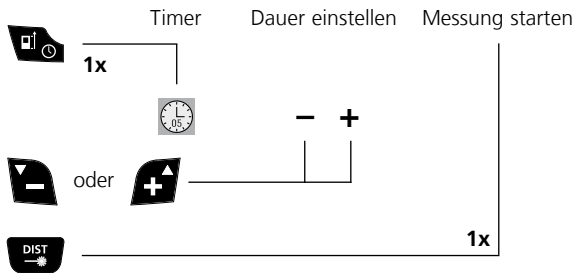 Timer Dauer einstellen Messung starten
1x
05
− +
− oder +
DIST
1x